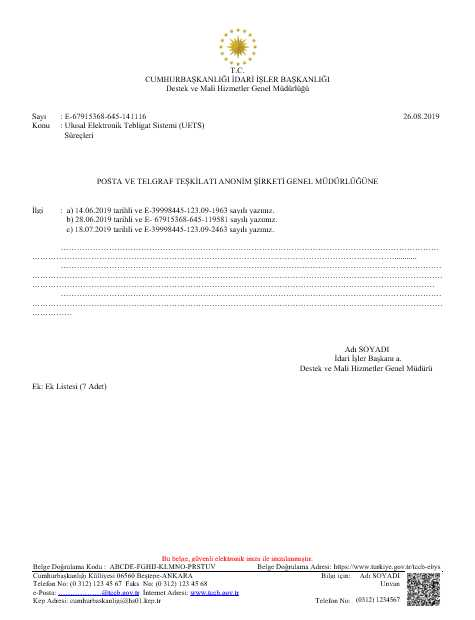 T.C.
CUMHURBAŞKANLIĞI İDARİ İŞLER BAŞKANLIĞI
Destek ve Mali Hizmetler Genel Müdürlüğü
Sayı : E-67915368-645-141116 26.08.2019
Konu : Ulusal Elektronik Tebligat Sistemi (UETS)
Süreçleri
POSTA VE TELGRAF TEŞKİLATI ANONİM ŞİRKETİ GENEL MÜDÜRLÜĞÜNE
İlgi : a) 14.06.2019 tarihli ve E-39998445-123.09-1963 sayılı yazınız.
b) 28.06.2019 tarihli ve E- 67915368-645-119581 sayılı yazımız.
c) 18.07.2019 tarihli ve E-39998445-123.09-2463 sayılı yazınız.
Adı SOYADI
İdari İşler Başkanı a.
Destek ve Mali Hizmetler Genel Müdürü
Ek: Ek Listesi (7 Adet)
Bu belge, güvenli elektronik imza ile imzalanmıştır.
Belge Doğrulama Kodu : ABCDE-FGHIJ-KLMNO-PRSTUV Belge Doğrulama Adresi: https://www.turkiye.gov.tr/tccb-ebys
Cumhurbaşkanlığı Külliyesi 06560 Beştepe-ANKARA Bilgi için: Adı SOYADI
Telefon No: (0 312) 123 45 67 Faks No: (0 312) 123 45 68 Unvan
e-Posta: ......................@tccb.gov.tr İnternet Adresi: www.tccb.gov.tr
Kep Adresi: cumhurbaskanligi@hs01.kep.tr Telefon No: (0312) 1234567